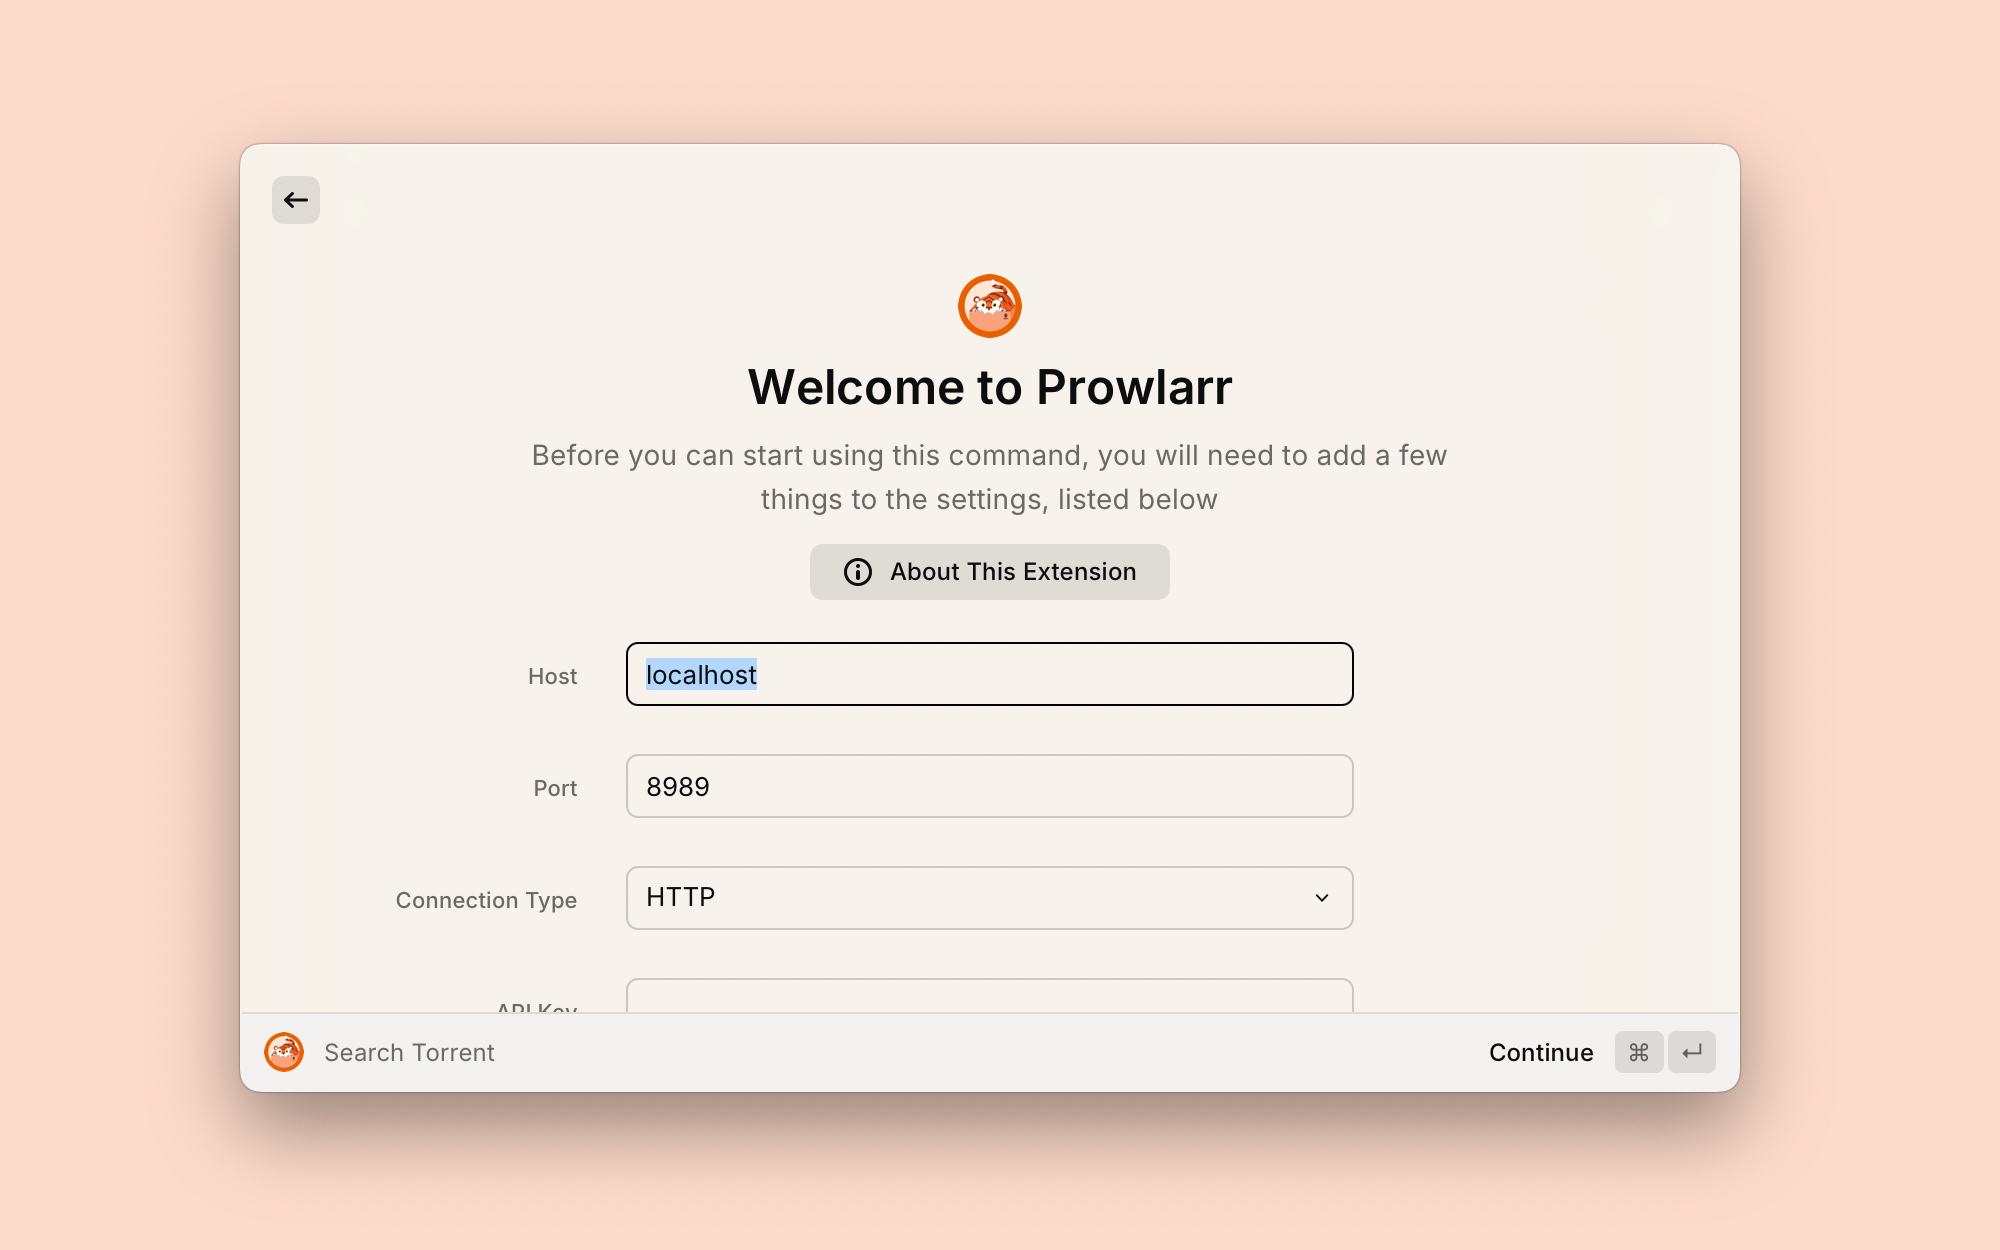 Welcome to Prowlarr
Before you can start using this command, you will need to add a few
things to the settings, listed below
About This Extension
Host
localhost
Port
8989
Connection Type
HTTP
API Key
Search Torrent
Continue ⌘ ↵